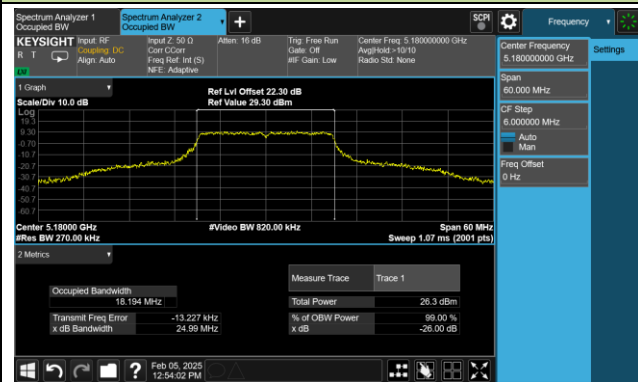 Spectrum Analyzer 1
Occupied BW
Spectrum Analyzer 2
Occupied BW
+
SCPI
Frequency
KEYSIGHT
R T
LW
Input: RF
Coupling: DC
Align: Auto
Input Z: 50 Ω
Corr CCorr
Freq Ref: Int (S)
NFE: Adaptive
Atten: 16 dB
Trig: Free Run
Gate: Off
#IF Gain: Low
Center Freq: 5.180000000 GHz
Avg|Hold:>10/10
Radio Std: None
Center Frequency
5.180000000 GHz
Settings
Span
60.000 MHz
CF Step
6.000000 MHz
Auto
Man
Freq Offset
0 Hz
1 Graph
Scale/Div 10.0 dB
Ref Lvl Offset 22.30 dB
Ref Value 29.30 dBm
Log
19.3
9.30
-0.70
-10.7
-20.7
-30.7
-40.7
-50.7
-60.7
Center 5.18000 GHz
#Res BW 270.00 kHz
#Video BW 820.00 kHz
Span 60 MHz
Sweep 1.07 ms (2001 pts)
2 Metrics
Measure Trace Trace 1
Occupied Bandwidth
18.194 MHz
Total Power 26.3 dBm
Transmit Freq Error -13.227 kHz
% of OBW Power 99.00 %
x dB Bandwidth 24.99 MHz
x dB -26.00 dB
?
Feb 05, 2025
12:54:02 PM